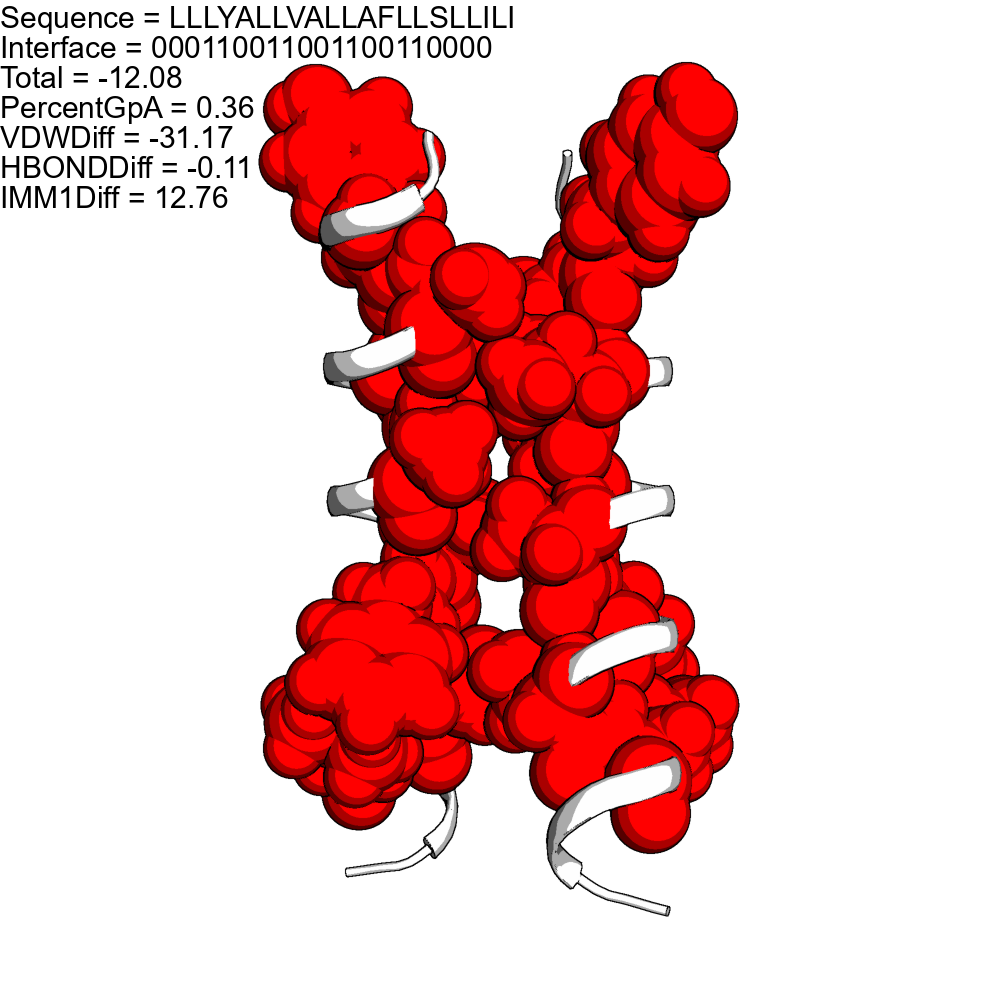 Sequence = LLLYALLVALLAFLLSLLILI
Interface = 000110011001100110000
Total = -12.08
PercentGpA = 0.36
VDWDiff = -31.17
HBONDDiff = -0.11
IMM1Diff = 12.76